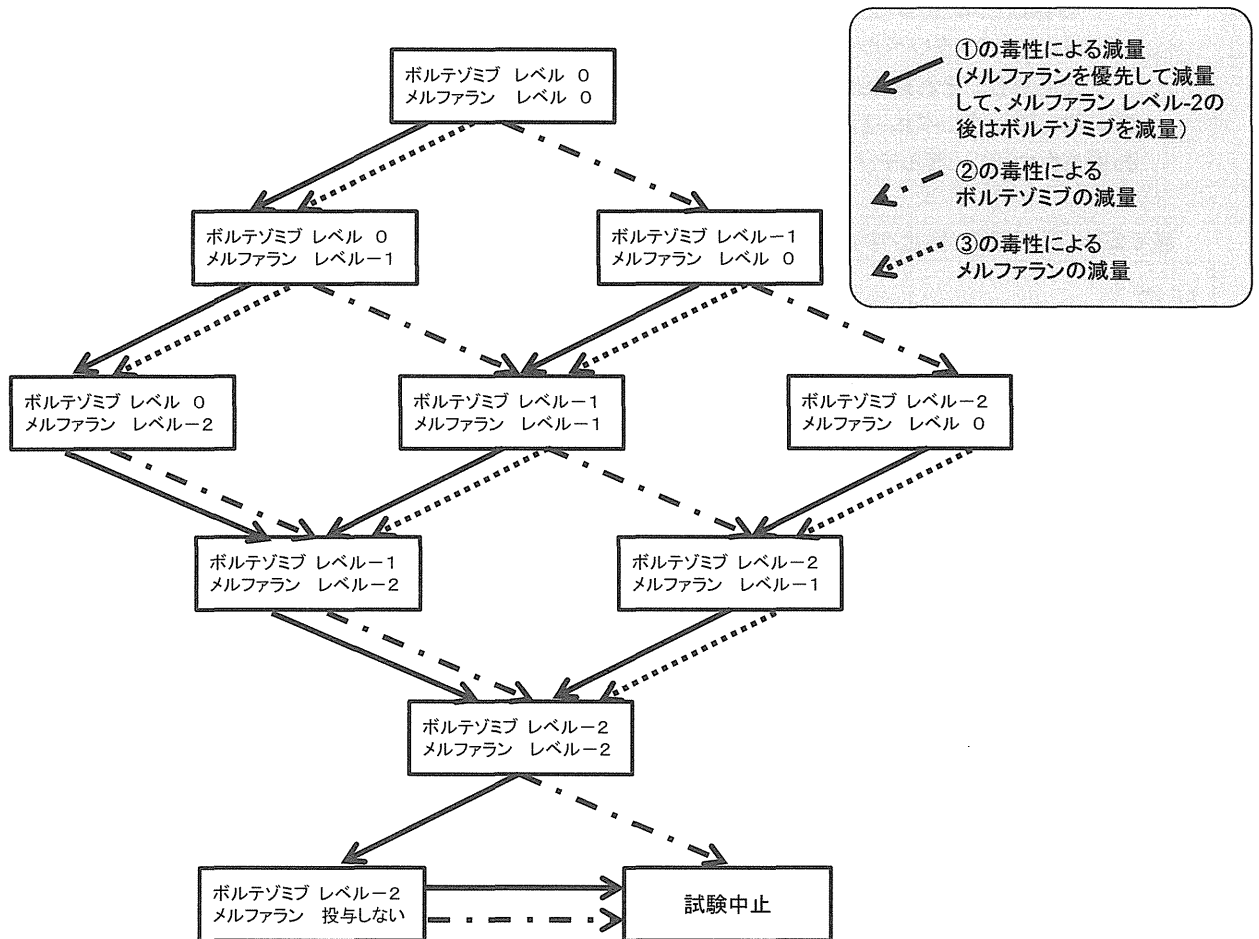 ボルテゾミブ レベル 0
メルファラン レベル 0
①の毒性による減量
(メルファランを優先して減量
して、メルファラン レベル-2の
後はボルテゾミブを減量)
②の毒性による
ボルテゾミブの減量
③の毒性による
メルファランの減量
ボルテゾミブ レベル 0
メルファラン レベル－1
ボルテゾミブ レベル－1
メルファラン レベル 0
ボルテゾミブ レベル 0
メルファラン レベル－2
ボルテゾミブ レベル－1
メルファラン レベル－1
ボルテゾミブ レベル－2
メルファラン レベル 0
ボルテゾミブ レベル－1
メルファラン レベル－2
ボルテゾミブ レベル－2
メルファラン レベル－1
ボルテゾミブ レベル－2
メルファラン レベル－2
ボルテゾミブ レベル－2
メルファラン 投与しない
試験中止